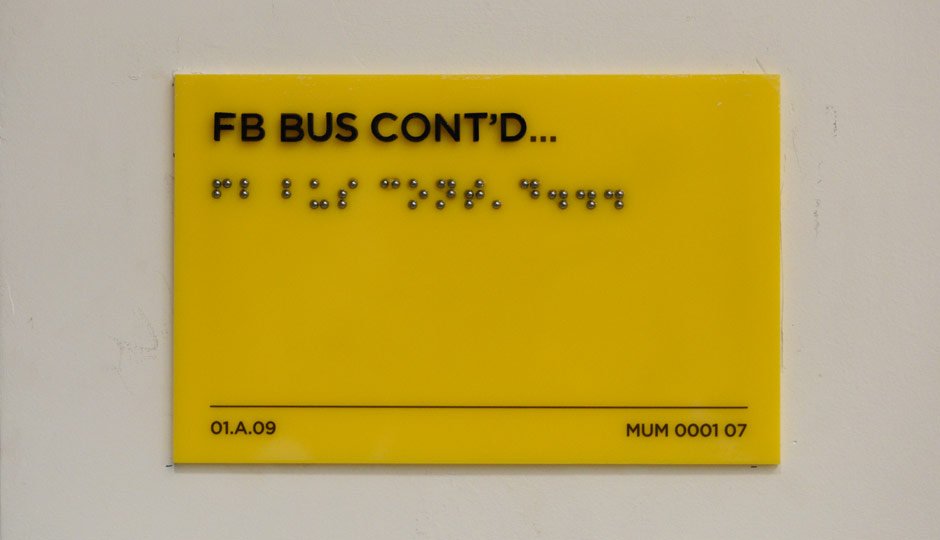 FB BUS CONT’D...
⠋⠃ ⠃⠥⠎ ⠉⠕⠝⠞⠄⠙⠲⠲⠲
01.A.09
MUM 0001 07